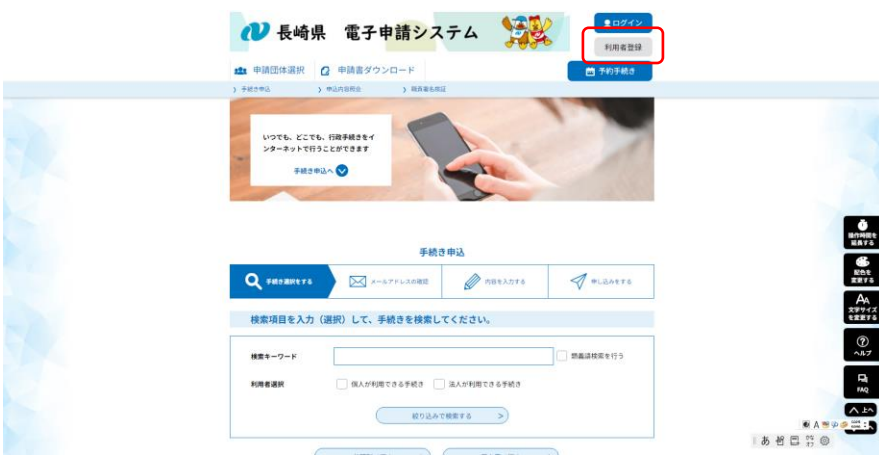 長崎県 電子申請システム
ログイン
利用者登録
申請団体選択
申請書ダウンロード
予約手続き
手続き申込
申込内容照会
職責署名検証
いつでも、どこでも、行政手続きをイ
ンターネットで行うことができます
手続き申込へ
手続き申込
手続き選択をする
メールアドレスの確認
内容を入力する
申し込みをする
検索項目を入力(選択)して、手続きを検索してください。
検索キーワード
類義語検索を行う
利用者選択
個人が利用できる手続き
法人が利用できる手続き
絞り込みで検索する >
操作時間を
延長する
配色を
変更する
AA
文字サイズ
を変更する
?
ヘルプ
FAQ
上へ
A
あ